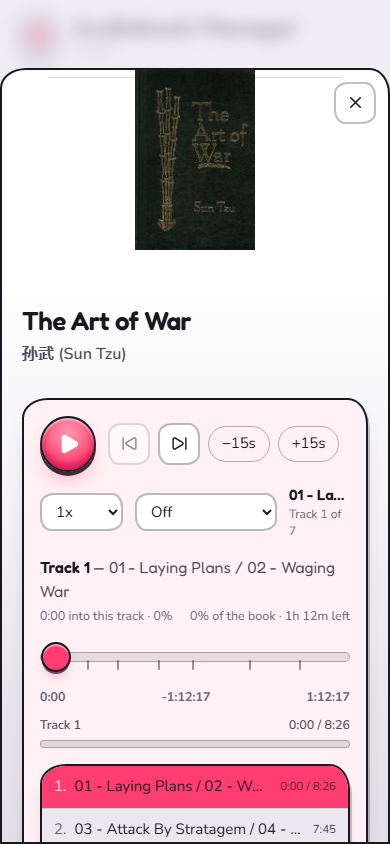 Audiobook Manager
The
Art of
War
Sun Tzu
The Art of War
孙武 (Sun Tzu)
−15s
+15s
1x
Off
01 - La...
Track 1 of
7
Track 1 — 01 - Laying Plans / 02 - Waging
War
0:00 into this track · 0% 0% of the book · 1h 12m left
0:00 -1:12:17 1:12:17
Track 1 0:00 / 8:26
1. 01 - Laying Plans / 02 - W... 0:00 / 8:26
2. 03 - Attack By Stratagem / 04 - ... 7:45